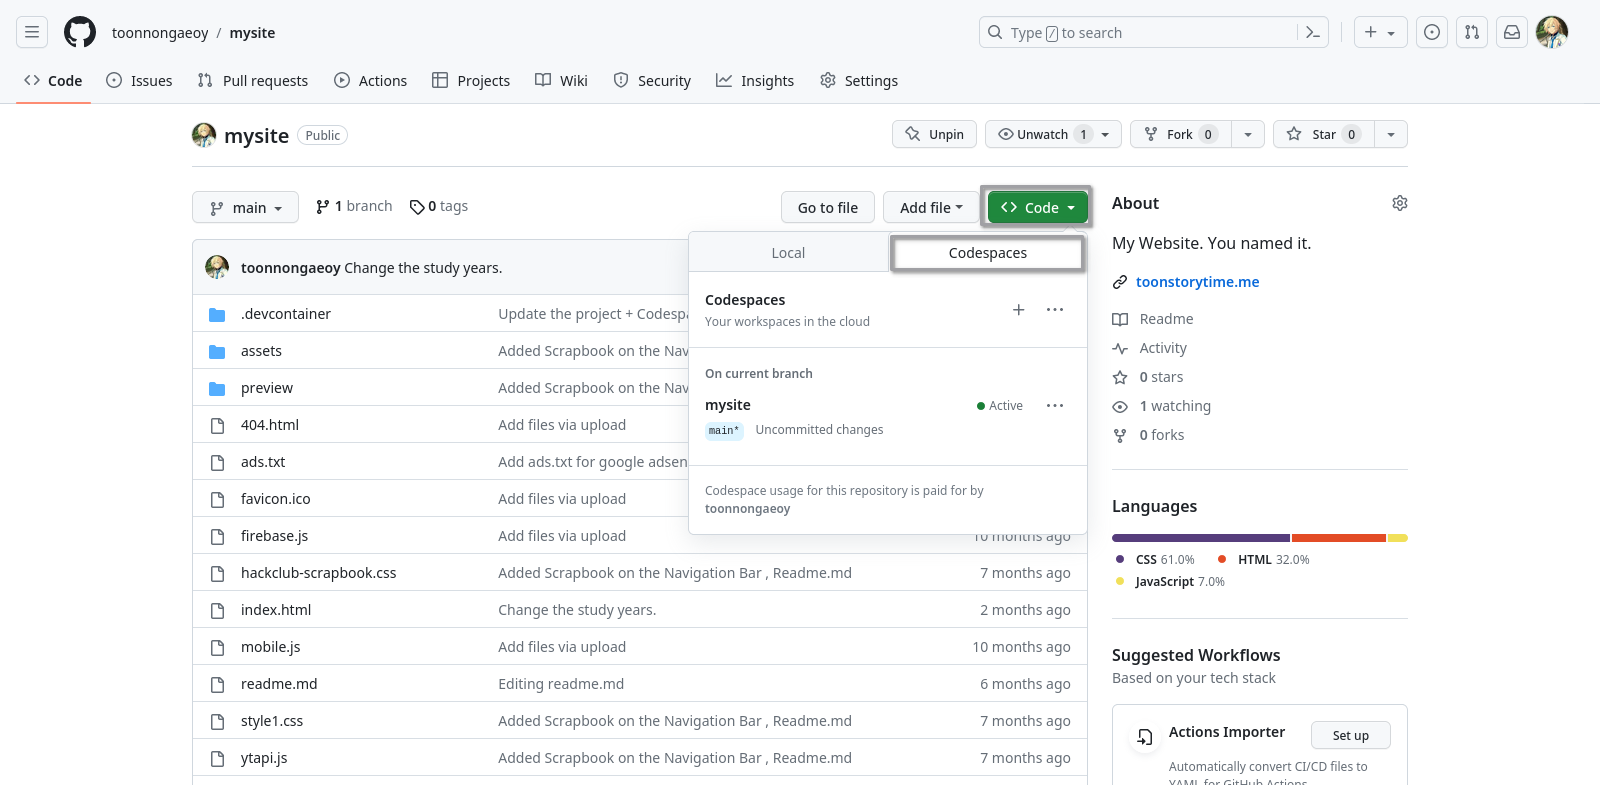 toonnongaeoy / mysite
Type / to search
Code Issues Pull requests Actions Projects Wiki Security Insights Settings
mysite Public
Unpin Unwatch 1 Fork 0 Star 0
main 1 branch 0 tags
Go to file Add file Code
Local Codespaces
Codespaces
Your workspaces in the cloud
On current branch
mysite Active
main* Uncommitted changes
Codespace usage for this repository is paid for by
toonnongaeoy
toonnongaeoy Change the study years.
.devcontainer Update the project + Codespa
assets Added Scrapbook on the Nav
preview Added Scrapbook on the Nav
404.html Add files via upload
ads.txt Add ads.txt for google adsen
favicon.ico Add files via upload
firebase.js Add files via upload 10 months ago
hackclub-scrapbook.css Added Scrapbook on the Navigation Bar , Readme.md 7 months ago
index.html Change the study years. 2 months ago
mobile.js Add files via upload 10 months ago
readme.md Editing readme.md 6 months ago
style1.css Added Scrapbook on the Navigation Bar , Readme.md 7 months ago
ytapi.js Added Scrapbook on the Navigation Bar , Readme.md 7 months ago
About
My Website. You named it.
toonstorytime.me
Readme
Activity
0 stars
1 watching
0 forks
Languages
CSS 61.0% HTML 32.0%
JavaScript 7.0%
Suggested Workflows
Based on your tech stack
Actions Importer Set up
Automatically convert CI/CD files to
YAML for GitHub Actions.